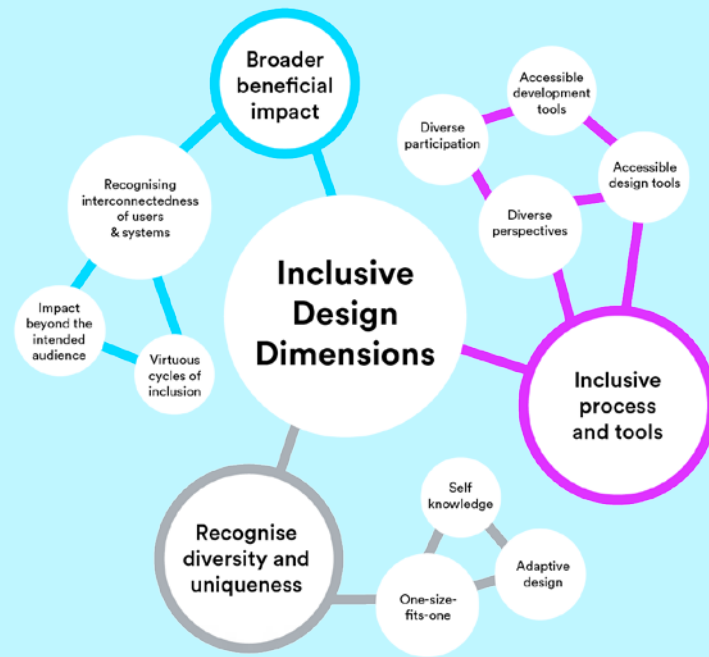 Broader
beneficial
impact
Recognising
interconnectedness
of users
& systems
Impact
beyond the
intended
audience
Virtuous
cycles of
inclusion
Inclusive
Design
Dimensions
Accessible
development
tools
Diverse
participation
Accessible
design tools
Diverse
perspectives
Inclusive
process
and tools
Recognise
diversity and
uniqueness
Self
knowledge
Adaptive
design
One-size-
fits-one